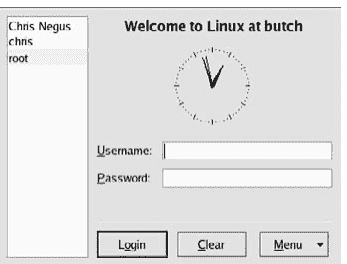 Chris Negus
chris
root
Welcome to Linux at butch
Username:
Password:
Login
Clear
Menu